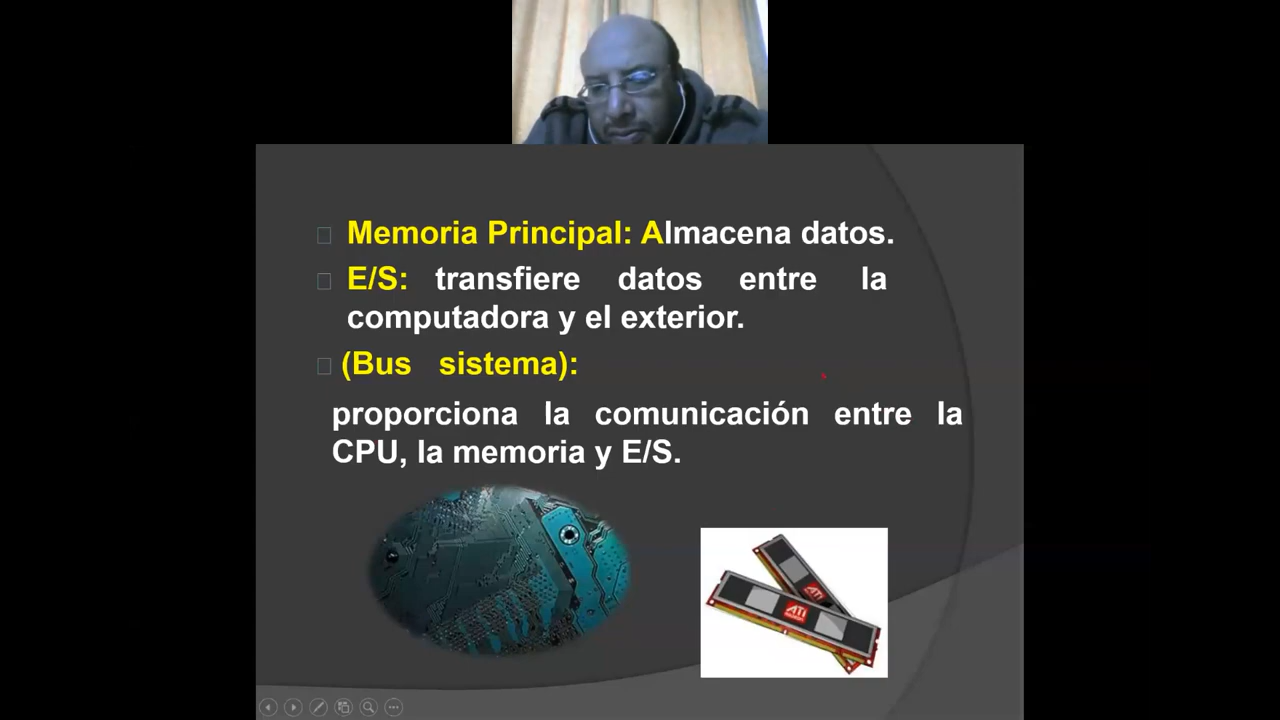 Memoria Principal: Almacena datos.
E/S: transfiere datos entre la
computadora y el exterior.
(Bus sistema):
proporciona la comunicación entre la
CPU, la memoria y E/S.
ATI
ATI